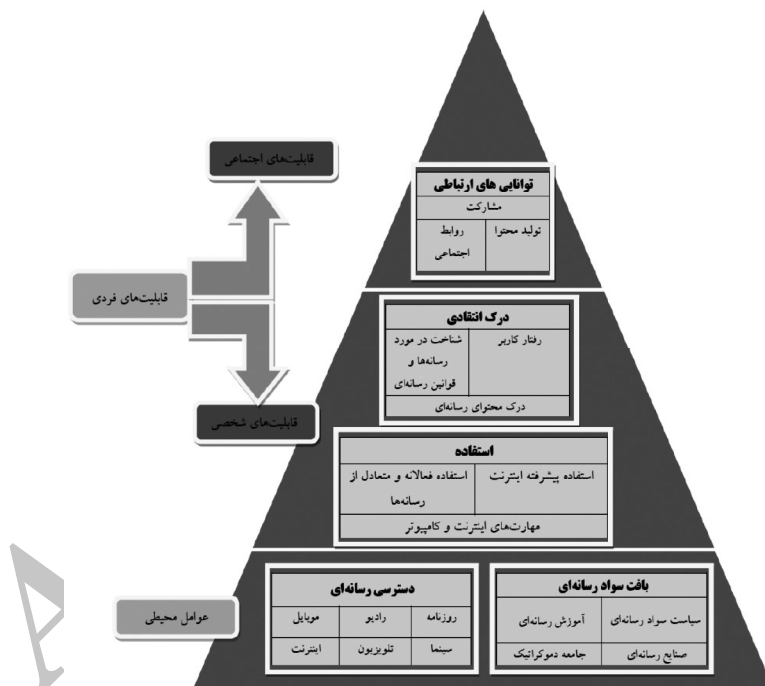 قابلیت‌های اجتماعی
توانایی های ارتباطی
مشارکت
تولید محتوا
روابط
اجتماعی
قابلیت‌های فردی
درک انتقادی
رفتار کاربر
شناخت در مورد
رسانه‌ها و
قوانین رسانه‌ای
درک محتوای رسانه‌ای
قابلیت‌های شخصی
استفاده
استفاده پیشرفته اینترنت
استفاده فعالانه و متعادل از
رسانه‌ها
مهارت‌های اینترنت و کامپیوتر
عوامل محیطی
بافت سواد رسانه‌ای
سیاست سواد رسانه‌ای
آموزش رسانه‌ای
صنایع رسانه‌ای
جامعه دموکراتیک
دسترسی رسانه‌ای
روزنامه
رادیو
موبایل
سینما
تلویزیون
اینترنت